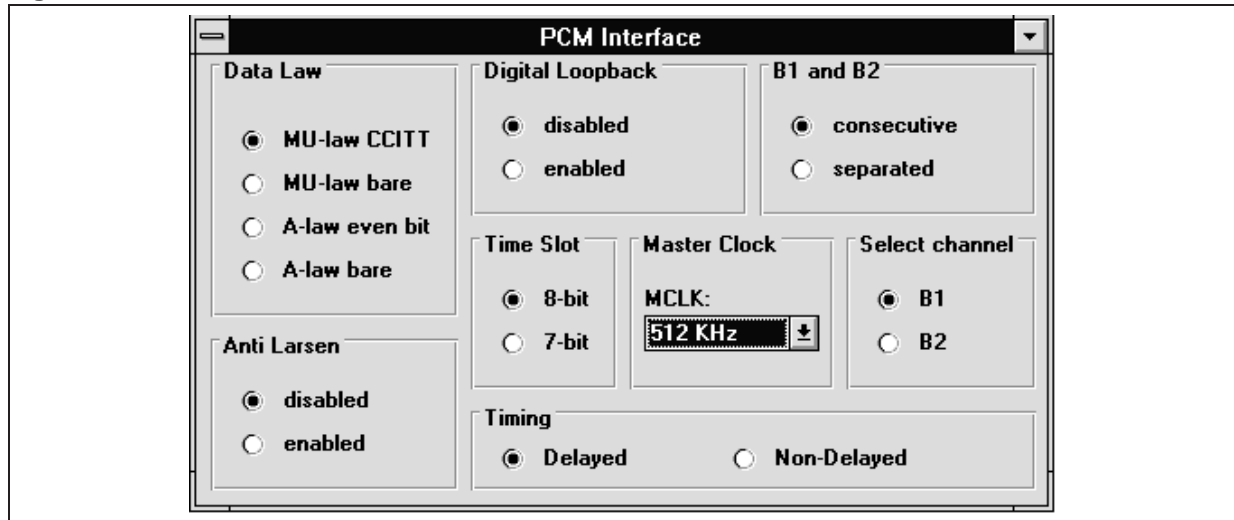 PCM Interface
Data Law
MU-law CCITT
MU-law bare
A-law even bit
A-law bare
Anti Larsen
disabled
enabled
Digital Loopback
disabled
enabled
B1 and B2
consecutive
separated
Time Slot
8-bit
7-bit
Master Clock
MCLK:
512 KHz
Select channel
B1
B2
Timing
Delayed
Non-Delayed